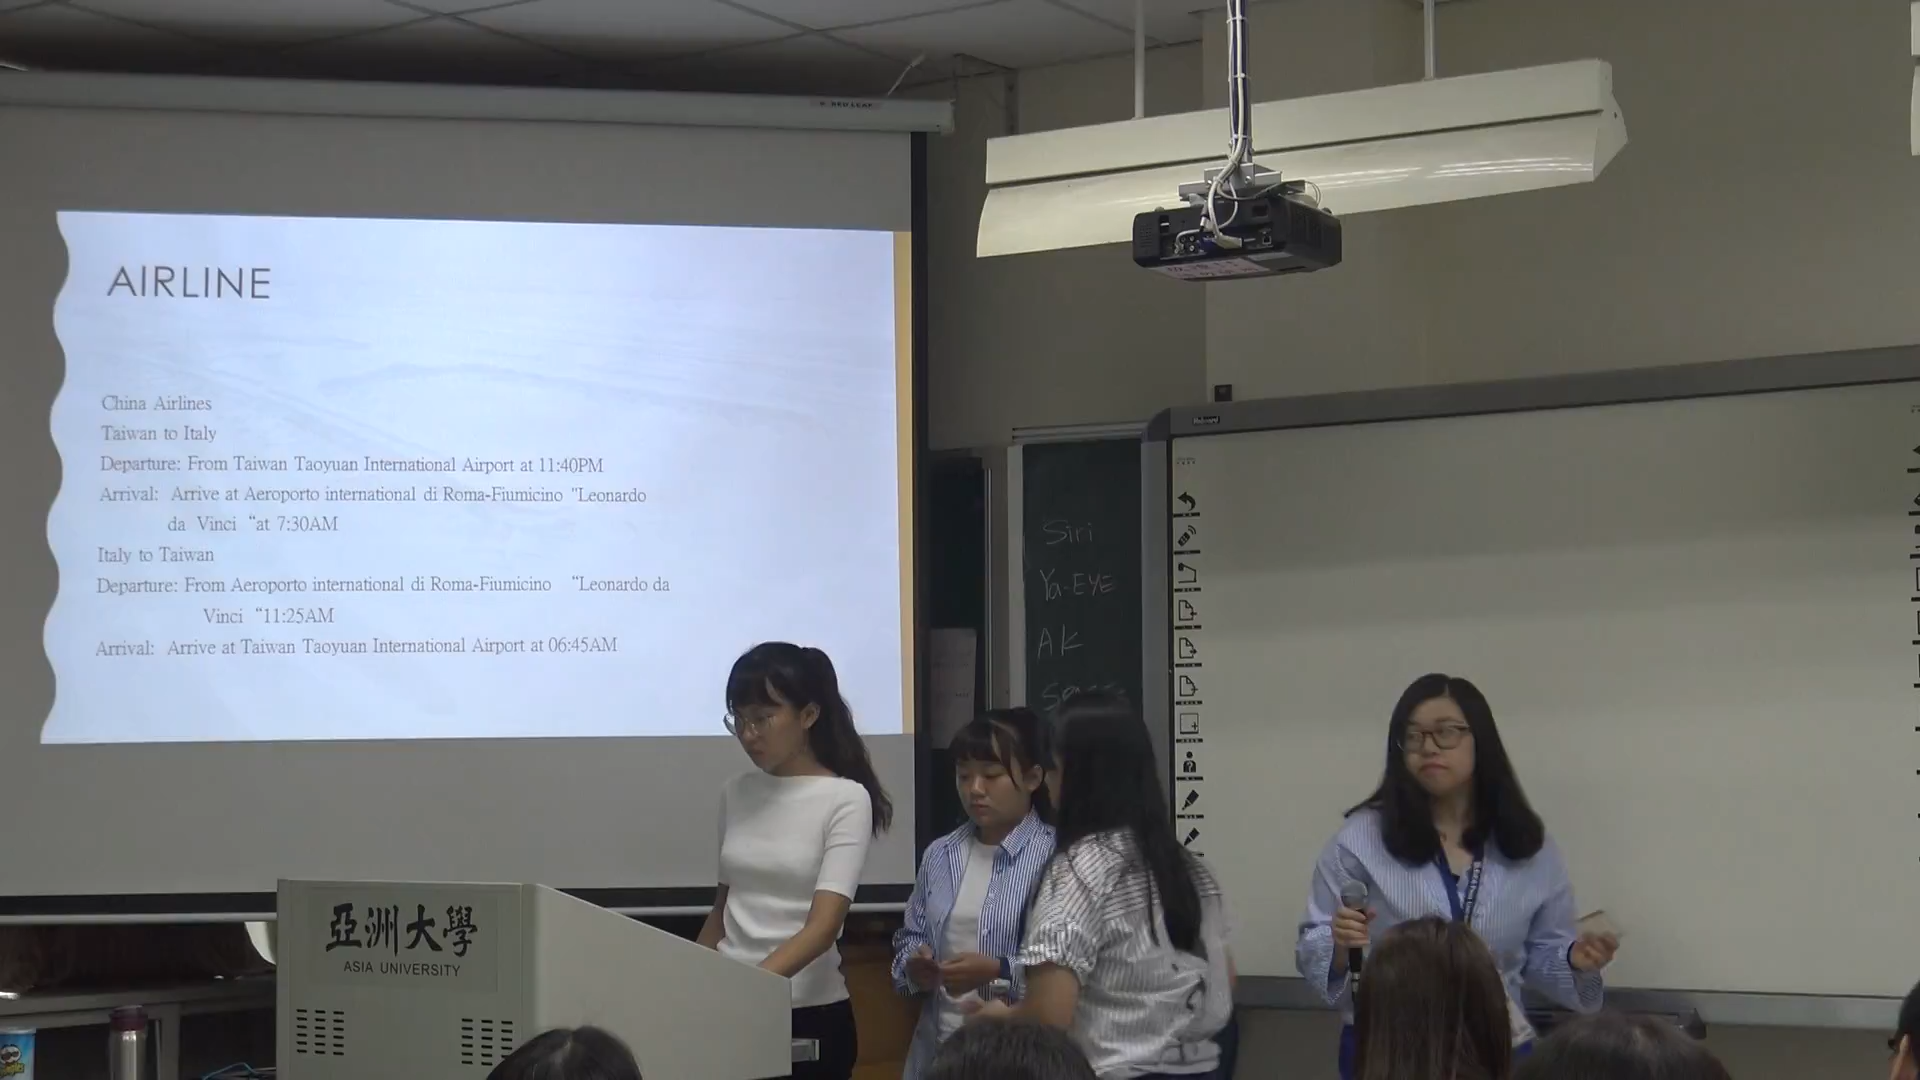 RED LEAF
AIRLINE
China Airlines
Taiwan to Italy
Departure: From Taiwan Taoyuan International Airport at 11:40PM
Arrival: Arrive at Aeroporto international di Roma-Fiumicino "Leonardo
da Vinci “at 7:30AM
Italy to Taiwan
Departure: From Aeroporto international di Roma-Fiumicino “Leonardo da
Vinci “11:25AM
Arrival: Arrive at Taiwan Taoyuan International Airport at 06:45AM
Siri
Ya-EYE
AK
亞洲大學
ASIA UNIVERSITY